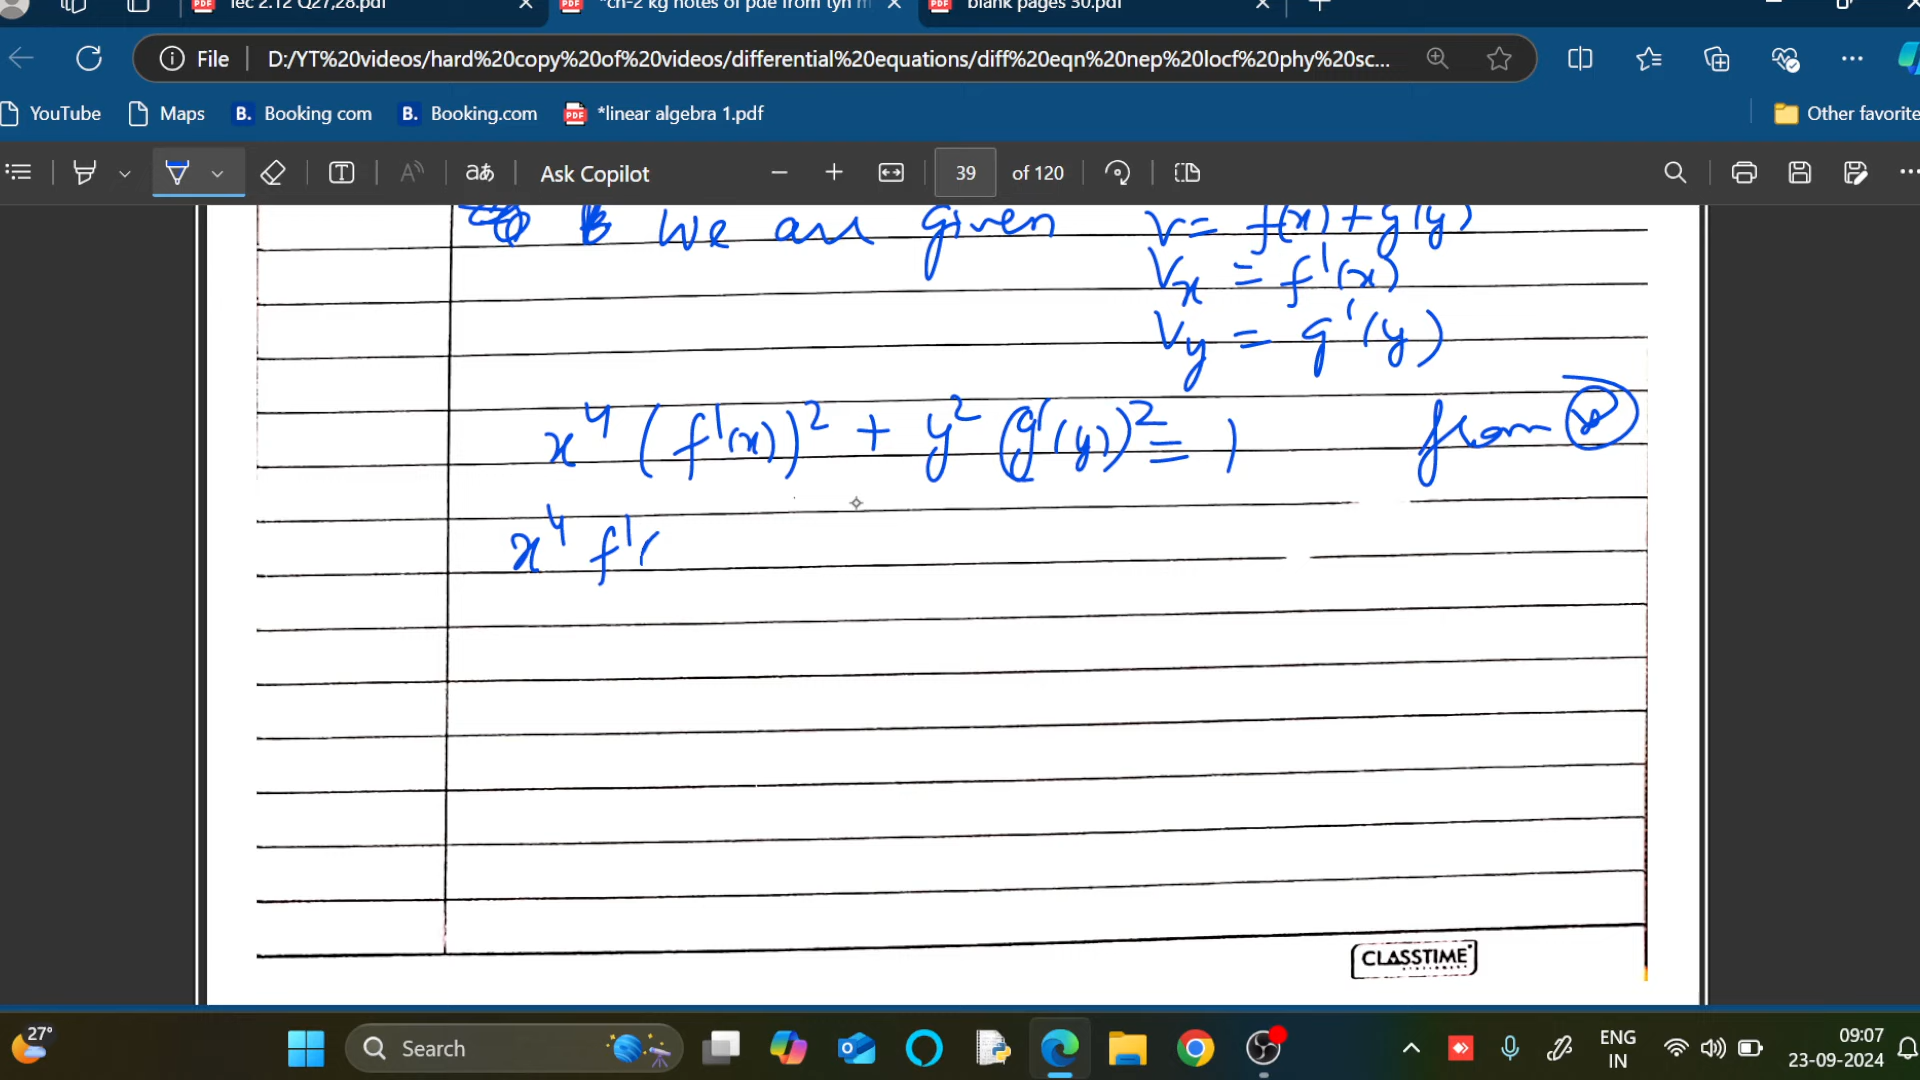 lec 2.12 Q27,28.pdf
*ch-2 kg notes of pde from tyn m
blank pages 30.pdf
File D:/YT%20videos/hard%20copy%20of%20videos/differential%20equations/diff%20eqn%20nep%20locf%20phy%20sc...
YouTube Maps Booking com Booking.com *linear algebra 1.pdf Other favorite
Ask Copilot 39 of 120
We are given v = f(x) + g(y)
Vx = f'(x)
Vy = g'(y)
x⁴ (f'(x))² + y² (g'(y))² = 1 from
x⁴ f'(
CLASSTIME
27° Search ENG IN 09:07 23-09-2024